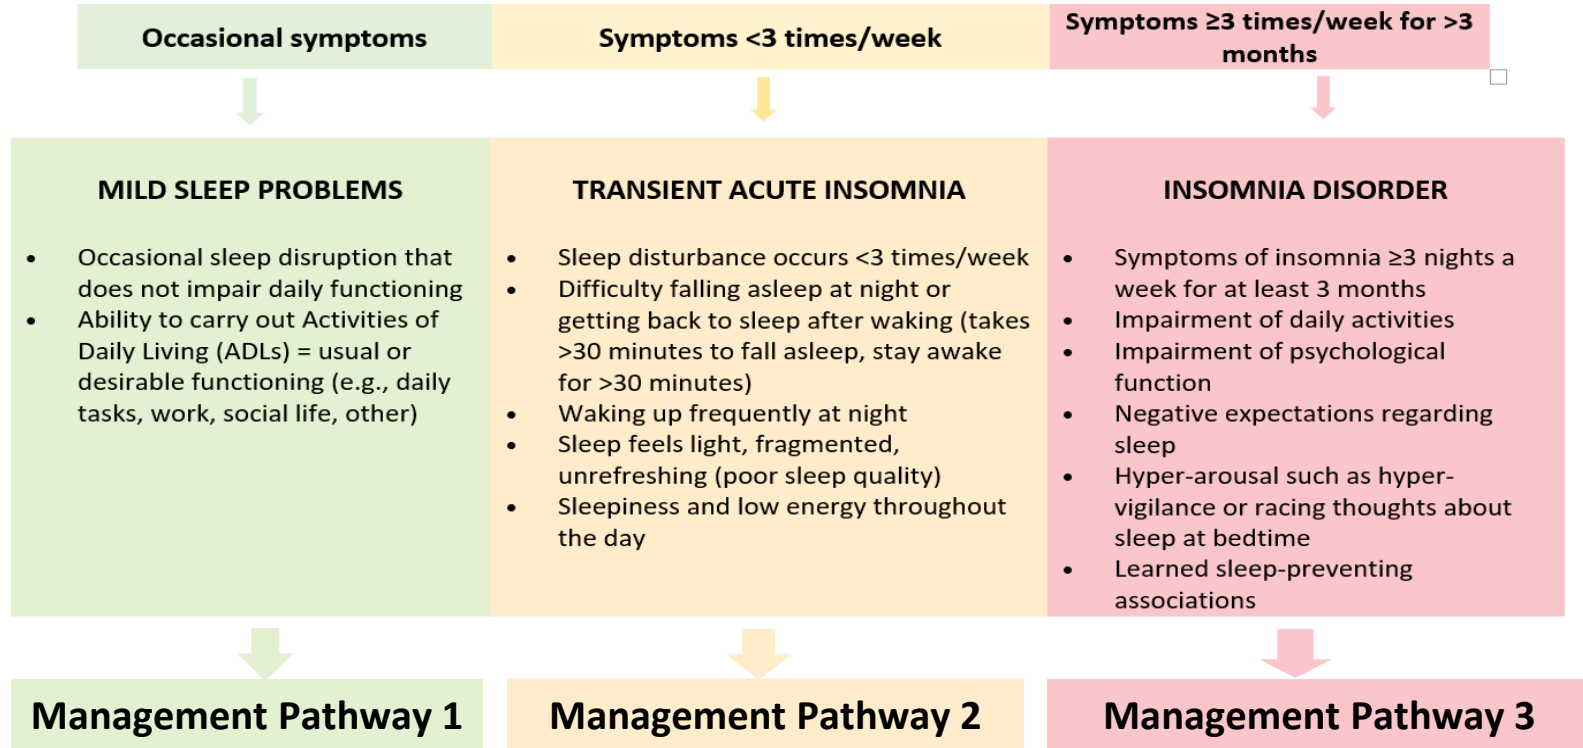 Occasional symptoms
Symptoms <3 times/week
Symptoms ≥3 times/week for >3
months
MILD SLEEP PROBLEMS
• Occasional sleep disruption that
does not impair daily functioning
• Ability to carry out Activities of
Daily Living (ADLs) = usual or
desirable functioning (e.g., daily
tasks, work, social life, other)
TRANSIENT ACUTE INSOMNIA
• Sleep disturbance occurs <3 times/week
• Difficulty falling asleep at night or
getting back to sleep after waking (takes
>30 minutes to fall asleep, stay awake
for >30 minutes)
• Waking up frequently at night
• Sleep feels light, fragmented,
unrefreshing (poor sleep quality)
• Sleepiness and low energy throughout
the day
INSOMNIA DISORDER
• Symptoms of insomnia ≥3 nights a
week for at least 3 months
• Impairment of daily activities
• Impairment of psychological
function
• Negative expectations regarding
sleep
• Hyper-arousal such as hyper-
vigilance or racing thoughts about
sleep at bedtime
• Learned sleep-preventing
associations
Management Pathway 1
Management Pathway 2
Management Pathway 3